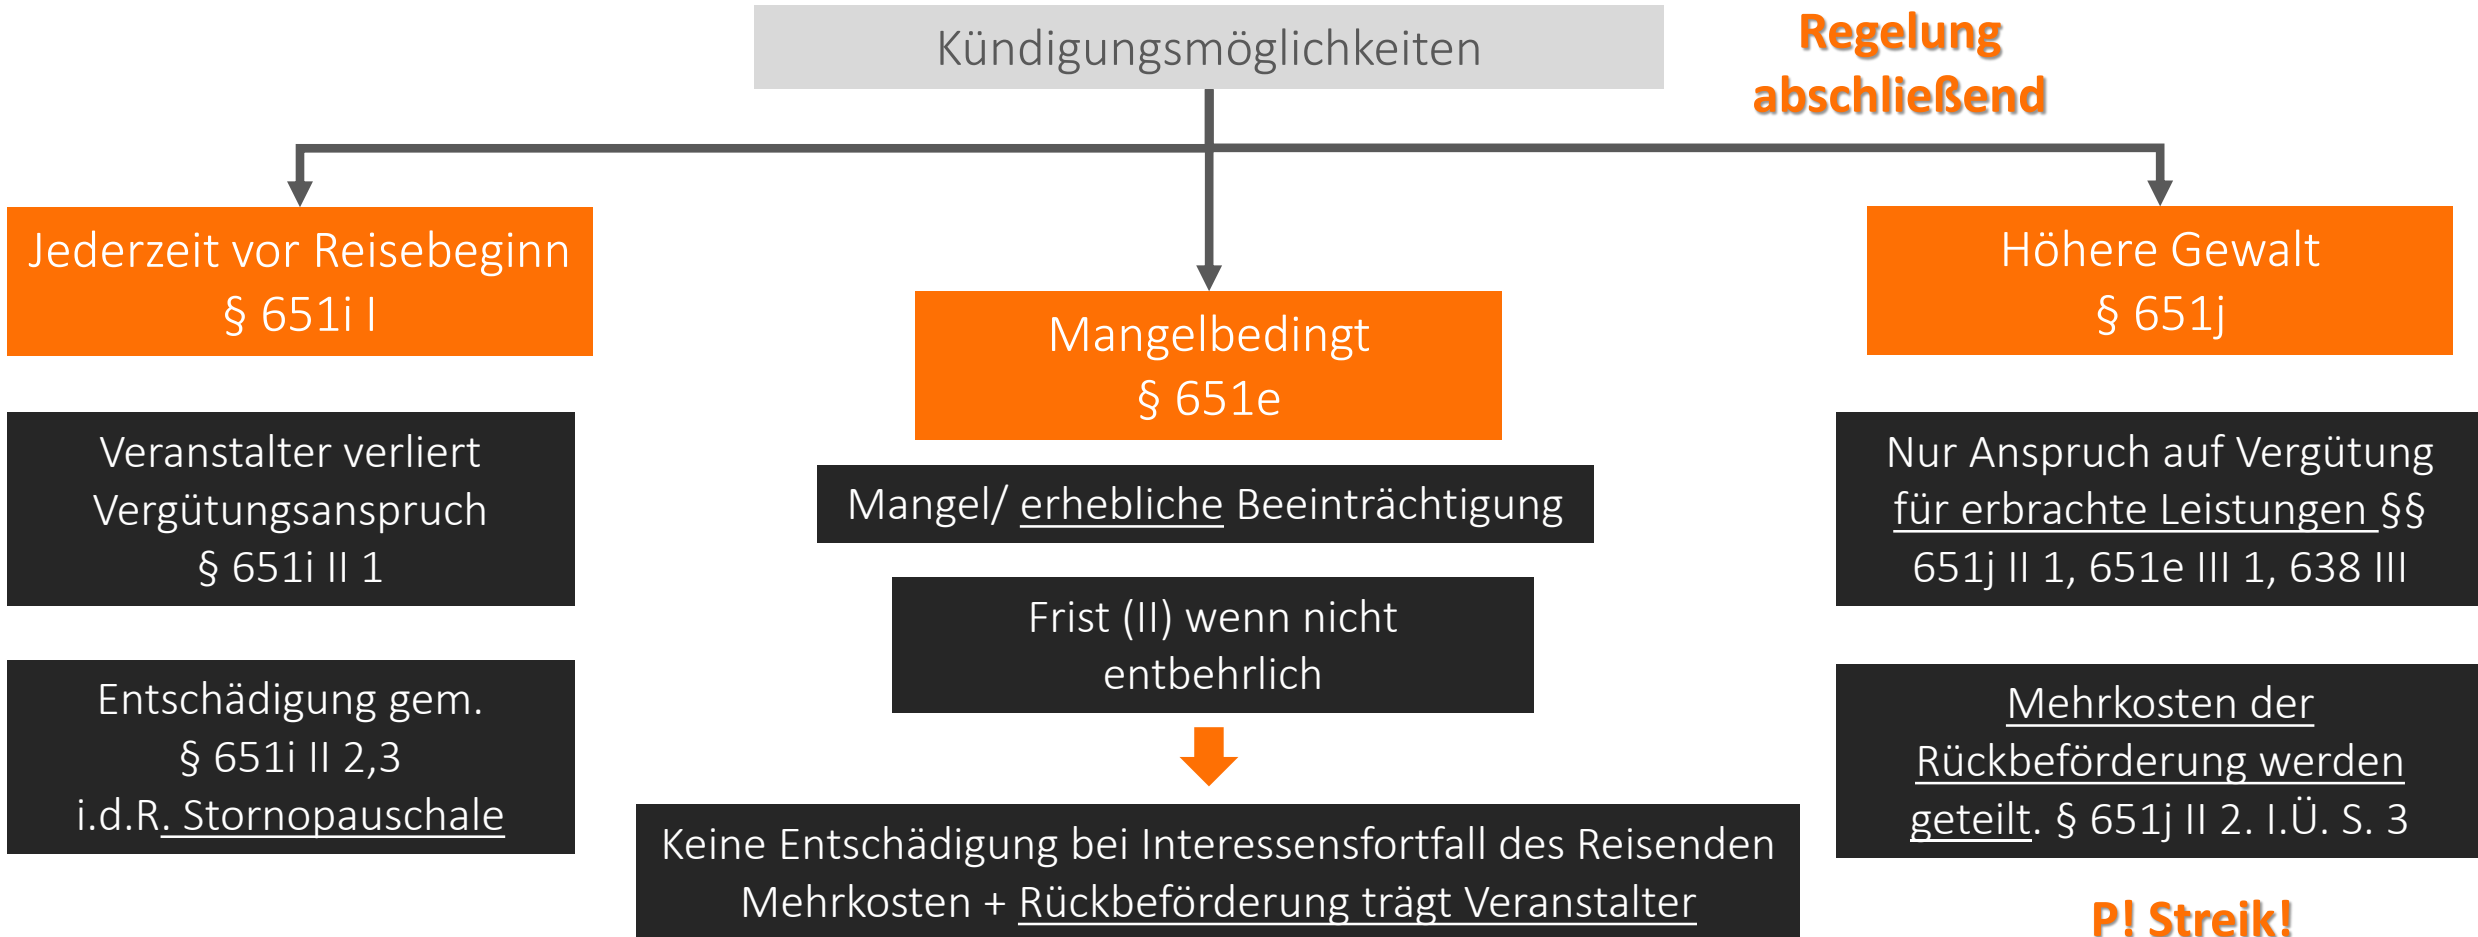 Kündigungsmöglichkeiten
Regelung
abschließend
Jederzeit vor Reisebeginn
§ 651i I
Veranstalter verliert
Vergütungsanspruch
§ 651i II 1
Entschädigung gem.
§ 651i II 2,3
i.d.R. Stornopauschale
Mangelbedingt
§ 651e
Mangel/ erhebliche Beeinträchtigung
Frist (II) wenn nicht
entbehrlich
Keine Entschädigung bei Interessensfortfall des Reisenden
Mehrkosten + Rückbeförderung trägt Veranstalter
Höhere Gewalt
§ 651j
Nur Anspruch auf Vergütung
für erbrachte Leistungen §§
651j II 1, 651e III 1, 638 III
Mehrkosten der
Rückbeförderung werden
geteilt. § 651j II 2. I.Ü. S. 3
P! Streik!